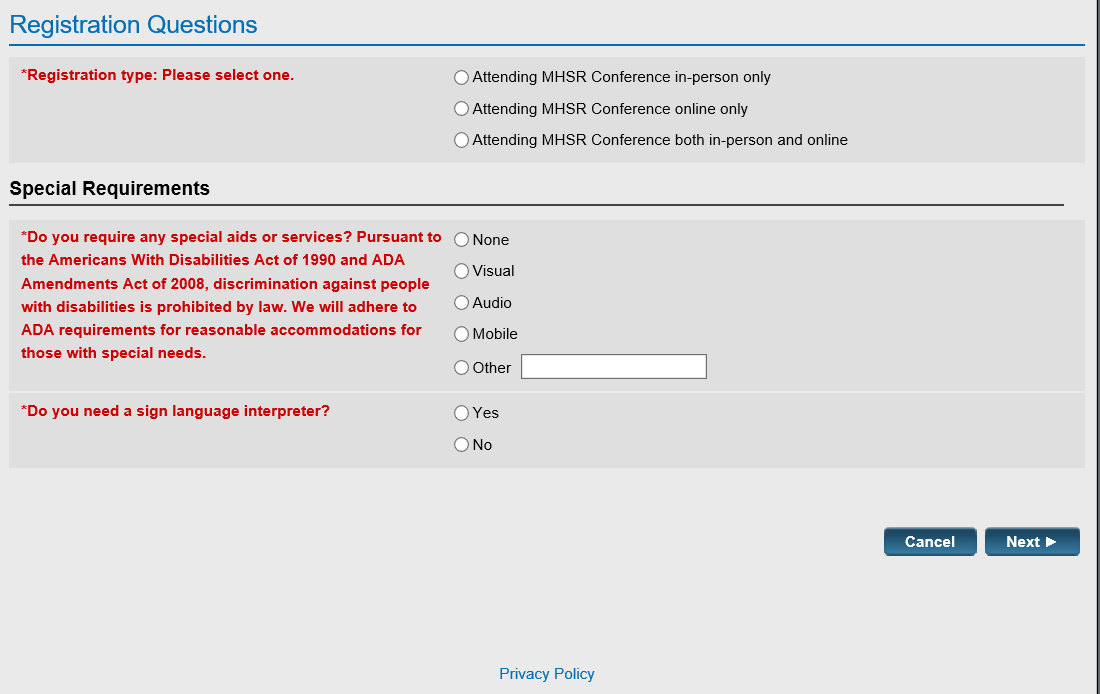 Registration Questions
*Registration type: Please select one.
Attending MHSR Conference in-person only
Attending MHSR Conference online only
Attending MHSR Conference both in-person and online
Special Requirements
*Do you require any special aids or services? Pursuant to
the Americans With Disabilities Act of 1990 and ADA
Amendments Act of 2008, discrimination against people
with disabilities is prohibited by law. We will adhere to
ADA requirements for reasonable accommodations for
those with special needs.
None
Visual
Audio
Mobile
Other
*Do you need a sign language interpreter?
Yes
No
Cancel
Next ►
Privacy Policy